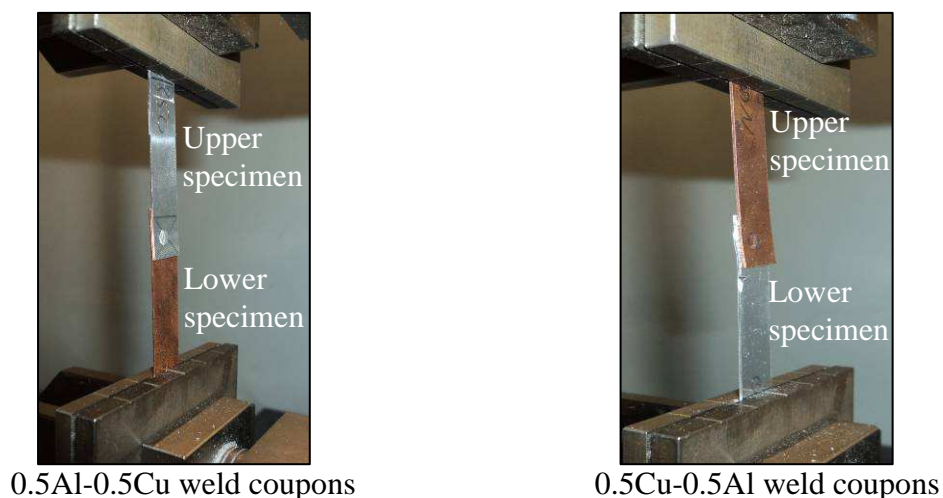 Upper
specimen
Lower
specimen
Upper
specimen
Lower
specimen
0.5Al-0.5Cu weld coupons
0.5Cu-0.5Al weld coupons